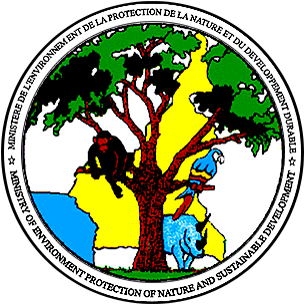 MINISTERE DE L'ENVIRONNEMENT DE LA PROTECTION DE LA NATURE ET DU DEVELOPPEMENT DURABLE
MINISTRY OF ENVIRONMENT PROTECTION OF NATURE AND SUSTAINABLE DEVELOPMENT